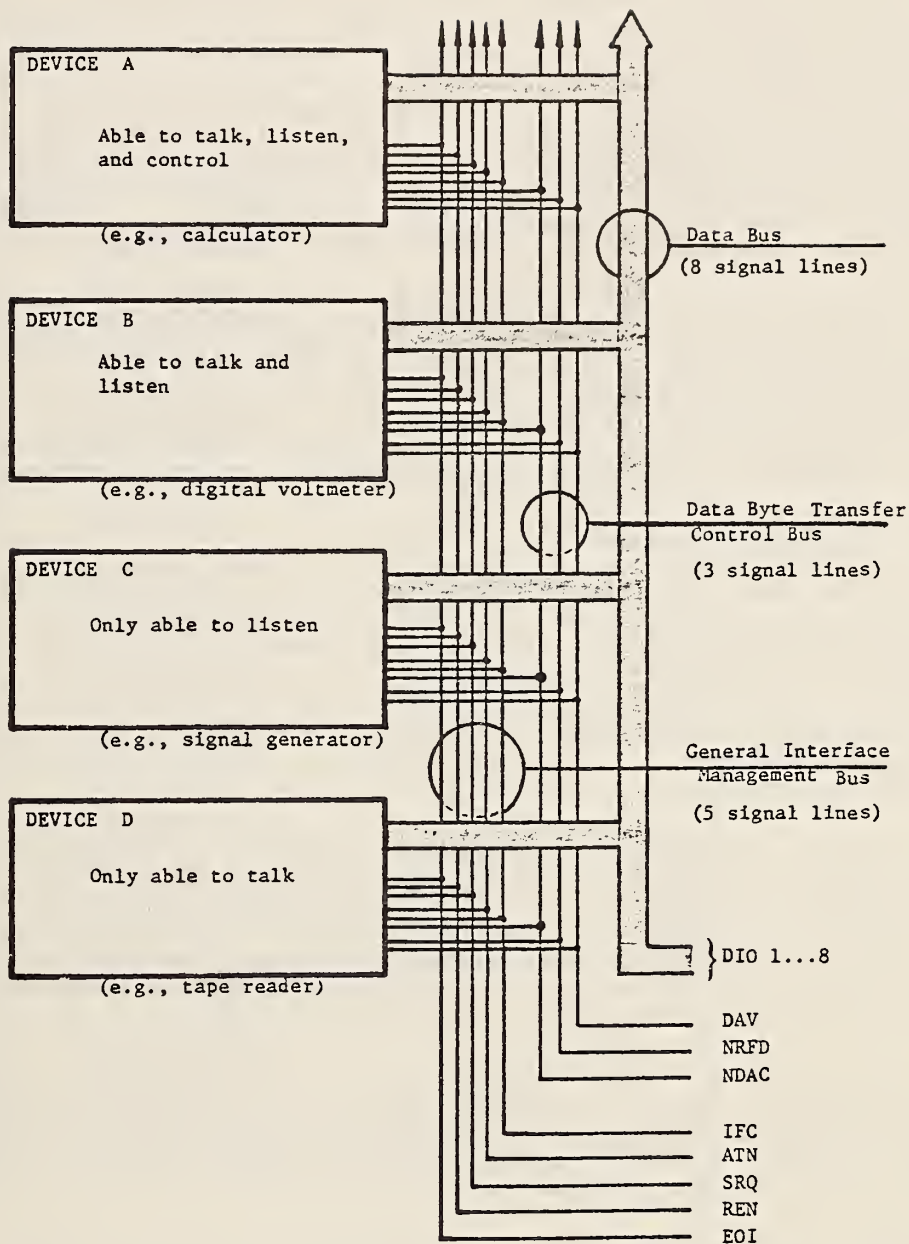 DEVICE A
Able to talk, listen,
and control
(e.g., calculator)
Data Bus
(8 signal lines)
DEVICE B
Able to talk and
listen
(e.g., digital voltmeter)
Data Byte Transfer
Control Bus
(3 signal lines)
DEVICE C
Only able to listen
(e.g., signal generator)
General Interface
Management Bus
(5 signal lines)
DEVICE D
Only able to talk
(e.g., tape reader)
DIO 1...8
DAV
NRFD
NDAC
IFC
ATN
SRQ
REN
EOI